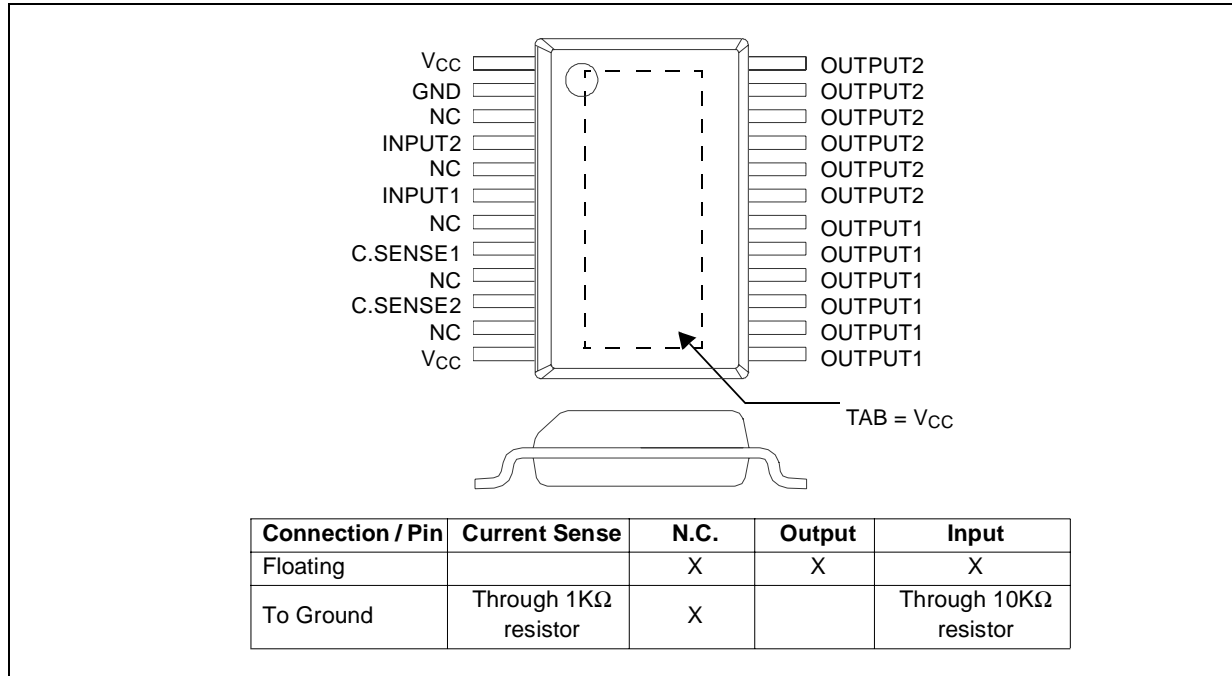 VCC
GND
NC
INPUT2
NC
INPUT1
NC
C.SENSE1
NC
C.SENSE2
NC
VCC
OUTPUT2
OUTPUT2
OUTPUT2
OUTPUT2
OUTPUT2
OUTPUT2
OUTPUT1
OUTPUT1
OUTPUT1
OUTPUT1
OUTPUT1
OUTPUT1
TAB = VCC
Connection / Pin Current Sense N.C. Output Input
Floating X X X
To Ground Through 1KΩ resistor X Through 10KΩ resistor